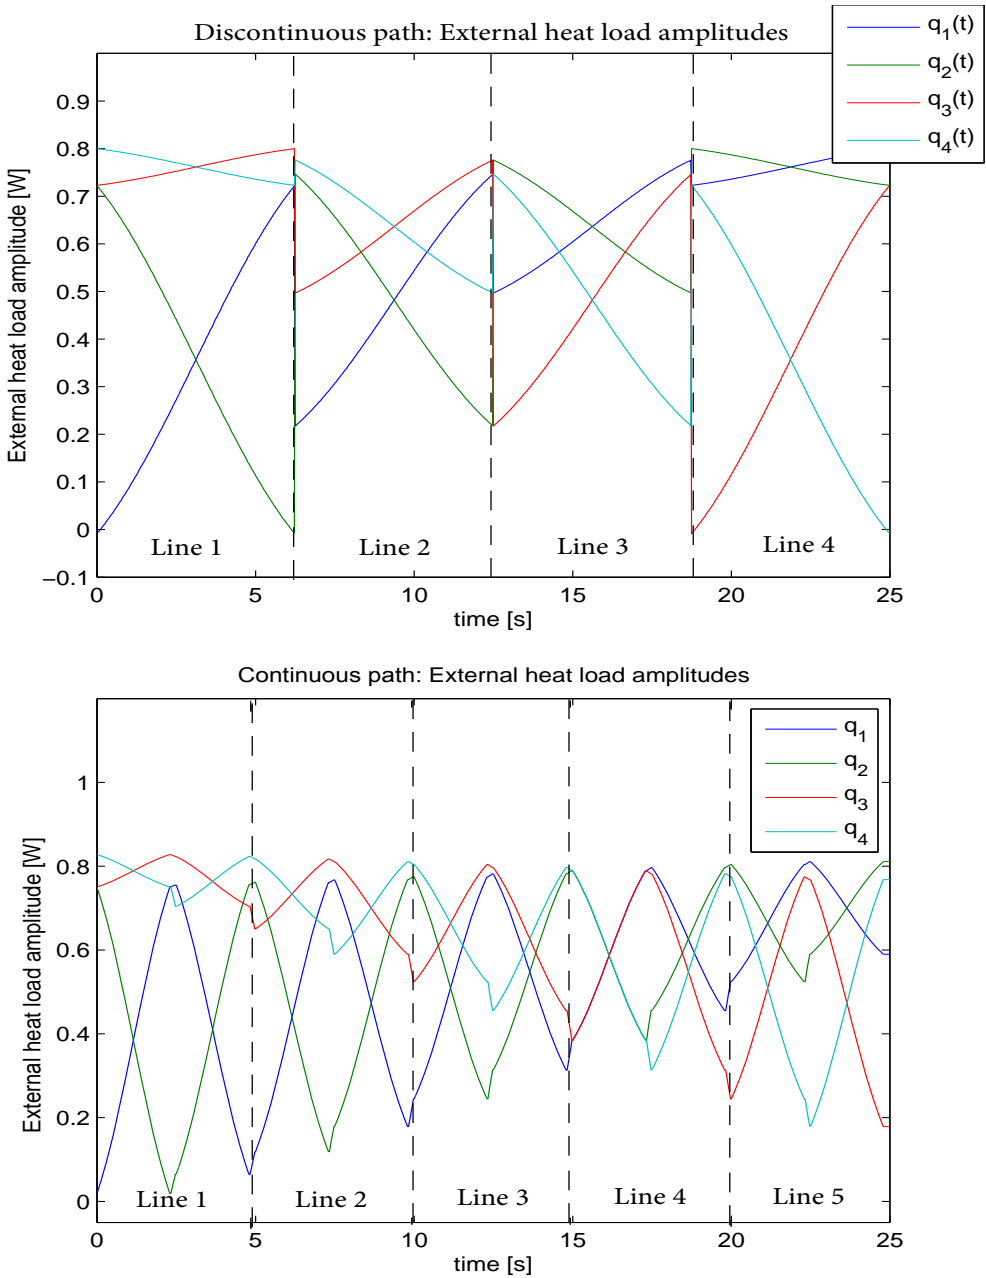 Discontinuous path: External heat load amplitudes
q1(t)
q2(t)
q3(t)
q4(t)
External heat load amplitude [W]
0.9
0.8
0.7
0.6
0.5
0.4
0.3
0.2
0.1
0
−0.1
Line 1 Line 2 Line 3 Line 4
0 5 10 15 20 25
time [s]
Continuous path: External heat load amplitudes
q1
q2
q3
q4
External heat load amplitude [W]
1
0.8
0.6
0.4
0.2
0
Line 1 Line 2 Line 3 Line 4 Line 5
0 5 10 15 20 25
time [s]